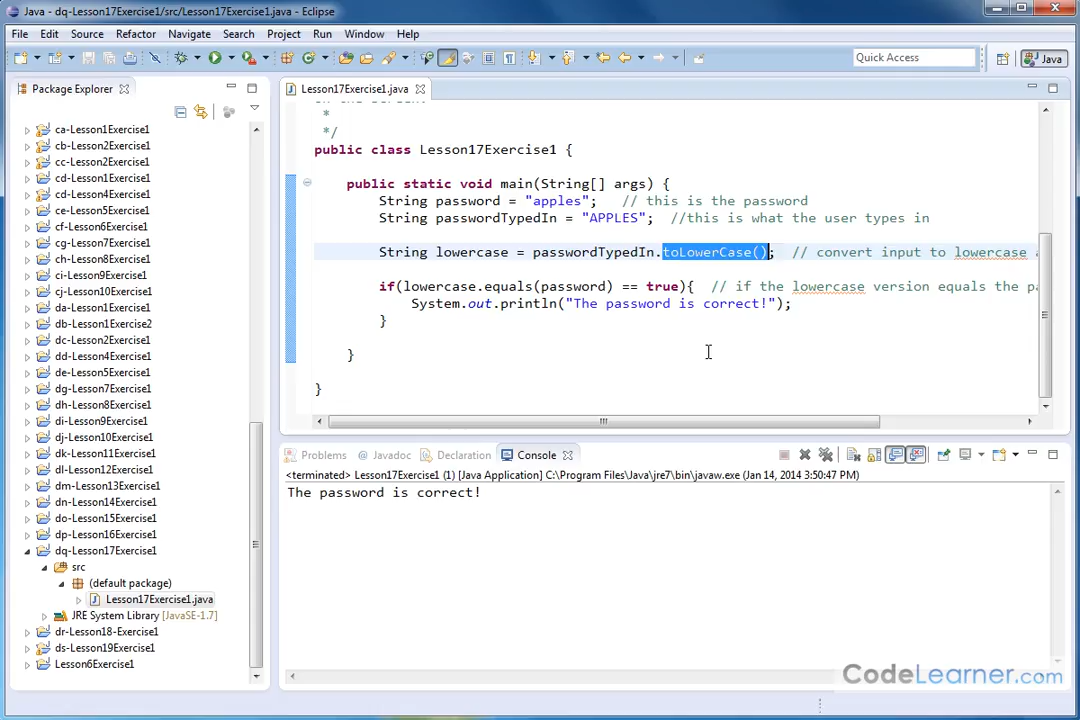 Java - dq-Lesson17Exercise1/src/Lesson17Exercise1.java - Eclipse
File Edit Source Refactor Navigate Search Project Run Window Help
Quick Access
Java
Package Explorer
Lesson17Exercise1.java
ca-Lesson1Exercise1
cb-Lesson2Exercise1
cc-Lesson2Exercise1
cd-Lesson1Exercise1
cd-Lesson4Exercise1
ce-Lesson5Exercise1
cf-Lesson6Exercise1
cg-Lesson7Exercise1
ch-Lesson8Exercise1
ci-Lesson9Exercise1
cj-Lesson10Exercise1
da-Lesson1Exercise1
db-Lesson1Exercise2
dc-Lesson2Exercise1
dd-Lesson4Exercise1
de-Lesson5Exercise1
dg-Lesson7Exercise1
dh-Lesson8Exercise1
di-Lesson9Exercise1
dj-Lesson10Exercise1
dk-Lesson11Exercise1
dl-Lesson12Exercise1
dm-Lesson13Exercise1
dn-Lesson14Exercise1
do-Lesson15Exercise1
dp-Lesson16Exercise1
dq-Lesson17Exercise1
src
(default package)
Lesson17Exercise1.java
JRE System Library [JavaSE-1.7]
dr-Lesson18-Exercise1
ds-Lesson19Exercise1
Lesson6Exercise1
*
*/
public class Lesson17Exercise1 {
public static void main(String[] args) {
String password = "apples"; // this is the password
String passwordTypedIn = "APPLES"; //this is what the user types in
String lowercase = passwordTypedIn.toLowerCase(); // convert input to lowercase
if(lowercase.equals(password) == true){ // if the lowercase version equals the
System.out.println("The password is correct!");
}
}
}
Problems @ Javadoc Declaration Console
<terminated> Lesson17Exercise1 (1) [Java Application] C:\Program Files\Java\jre7\bin\javaw.exe (Jan 14, 2014 3:50:47 PM)
The password is correct!
CodeLearner.com